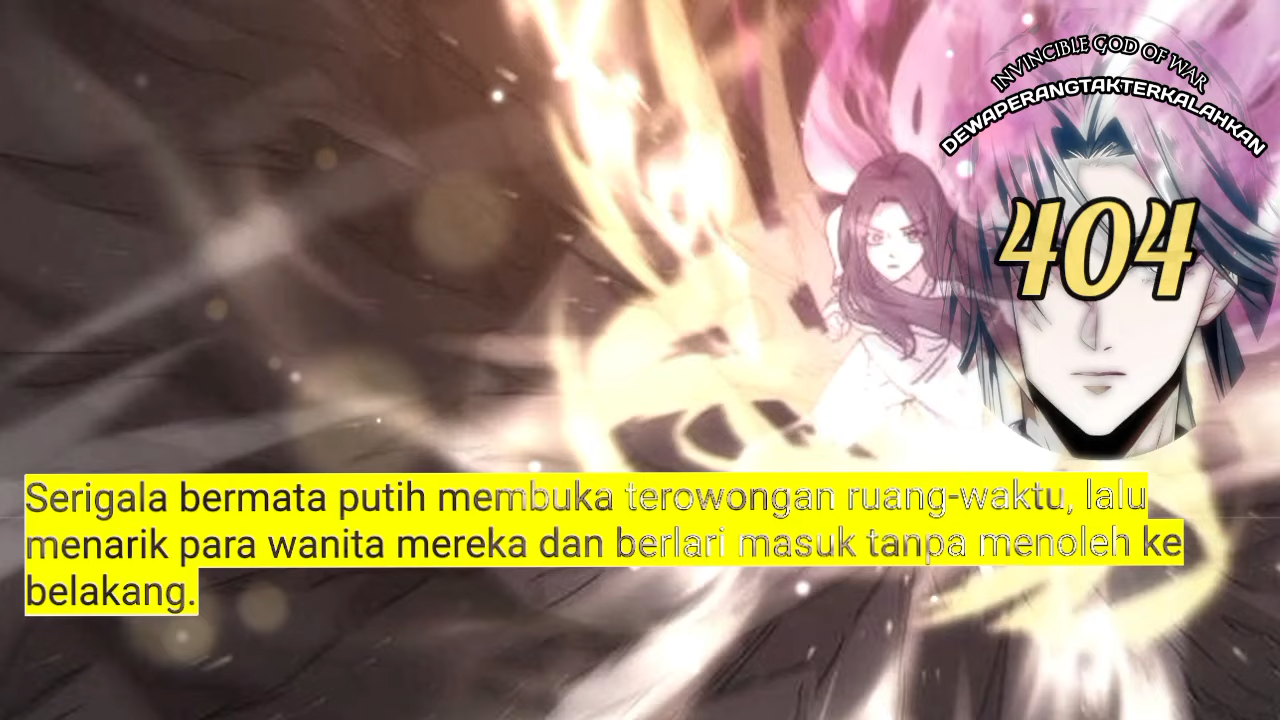 INVINCIBLE GOD OF WAR
DEWAPERANGTAKTERKALAHKAN
404
Serigala bermata putih membuka terowongan ruang-waktu, lalu
menarik para wanita mereka dan berlari masuk tanpa menoleh ke
belakang.